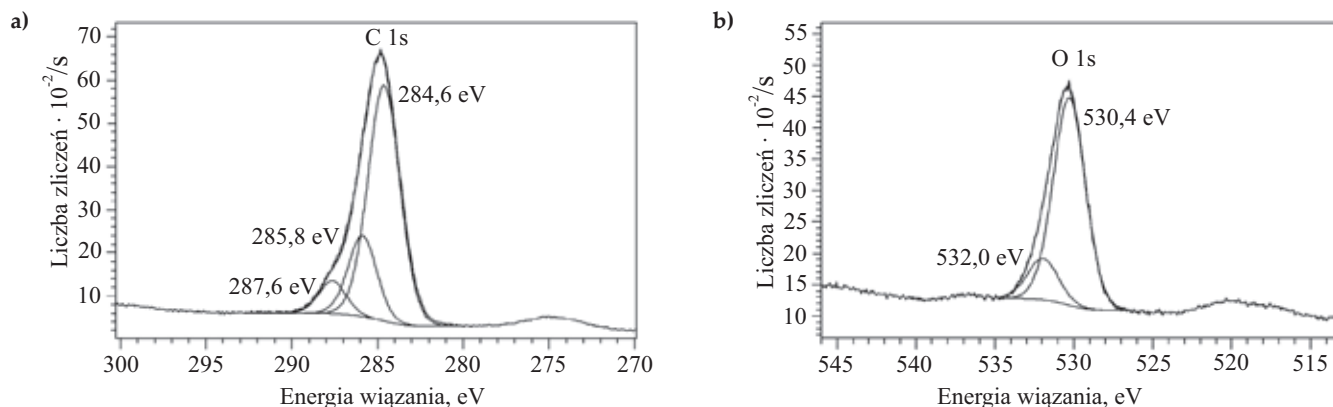 a)
C 1s
284,6 eV
285,8 eV
287,6 eV
70
60
50
40
30
20
10
300
295
290
285
280
275
270
Liczba zliczeń · 10⁻²/s
Energia wiązania, eV
b)
O 1s
530,4 eV
532,0 eV
55
50
45
40
35
30
25
20
15
10
545
540
535
530
525
520
515
Liczba zliczeń · 10⁻²/s
Energia wiązania, eV